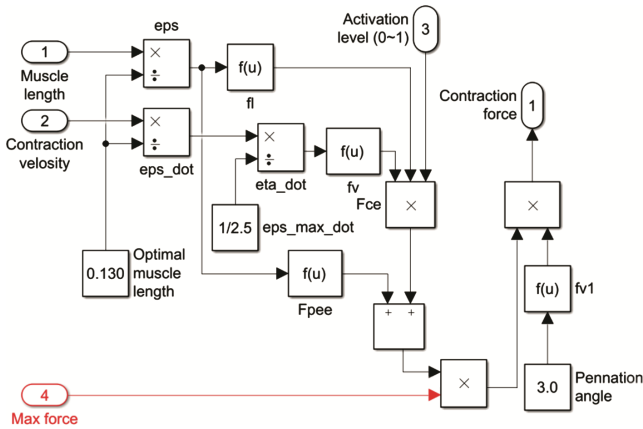 eps
Activation
level (0~1)
3
1
×
÷
Muscle
length
f(u)
fl
Contraction
force
1
2
Contraction
velosity
×
÷
eps_dot
×
÷
eta_dot
f(u)
fv
Fce
×
×
1/2.5
eps_max_dot
0.130
Optimal
muscle
length
f(u)
Fpee
f(u)
fv1
+ +
×
3.0
Pennation
angle
4
Max force